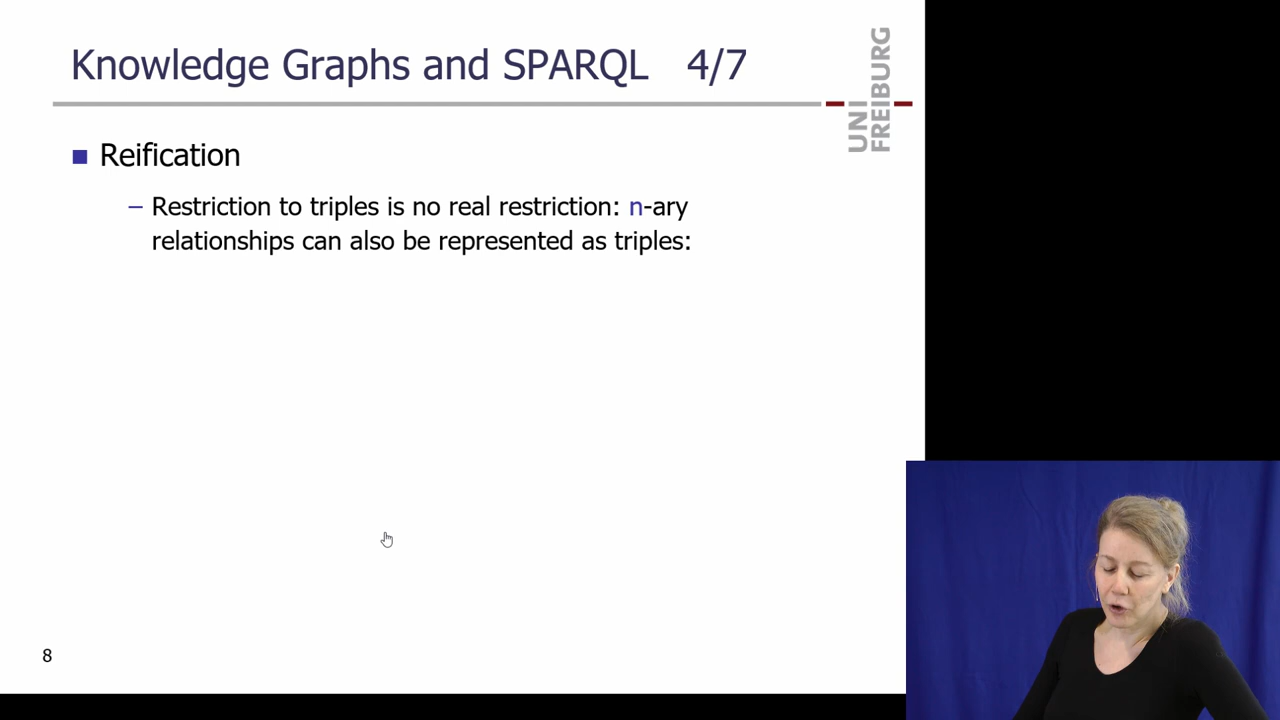 Knowledge Graphs and SPARQL 4/7
UNI
FREIBURG
Reification
– Restriction to triples is no real restriction: n-ary
relationships can also be represented as triples:
8